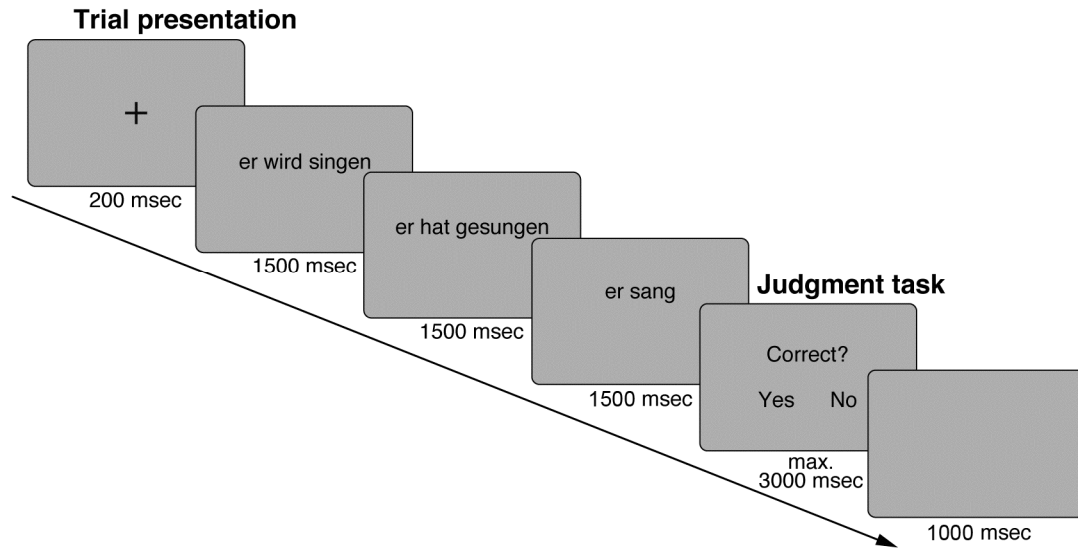 Trial presentation
+
200 msec
er wird singen
1500 msec
er hat gesungen
1500 msec
er sang
1500 msec
Judgment task
Correct?
Yes No
max.
3000 msec
1000 msec